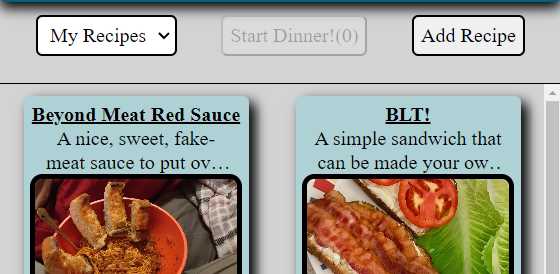 My Recipes
Start Dinner!(0)
Add Recipe
Beyond Meat Red Sauce
A nice, sweet, fake-
meat sauce to put ov…
BLT!
A simple sandwich that
can be made your ow..